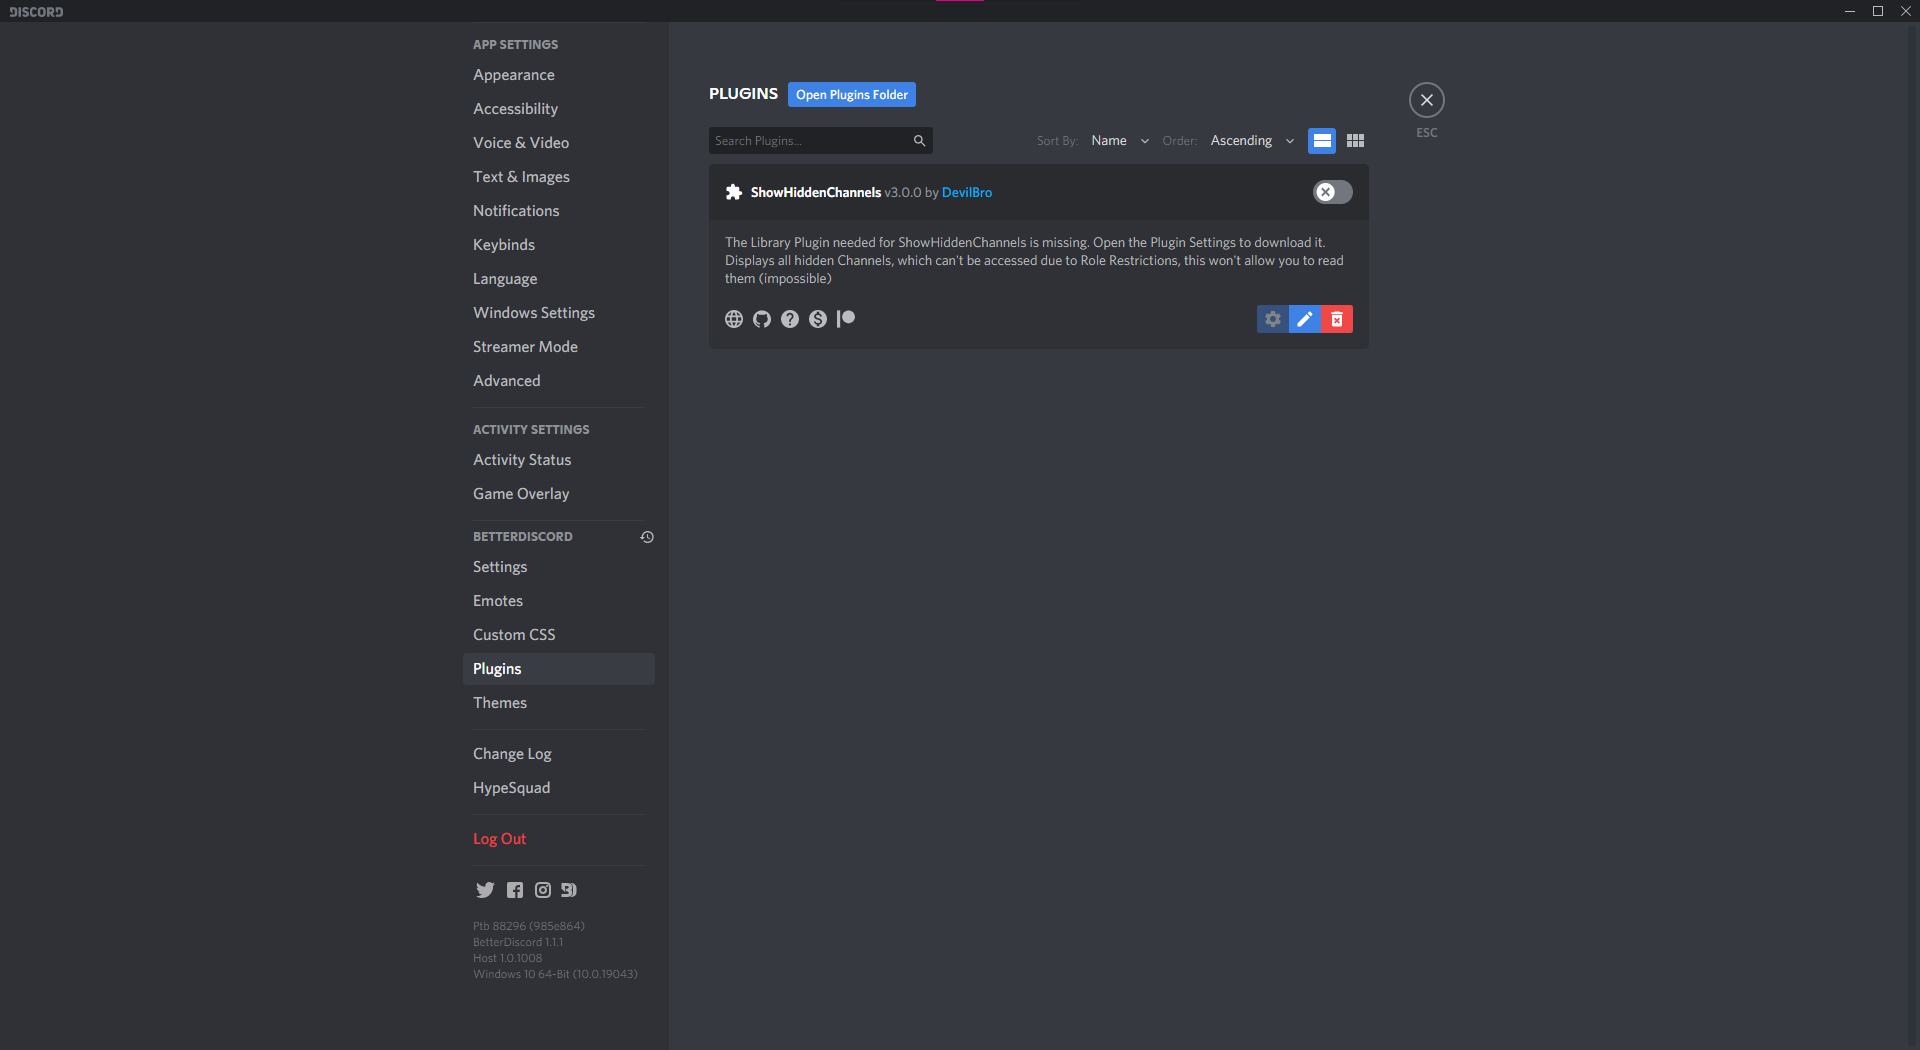 DISCORD
APP SETTINGS
Appearance
Accessibility
Voice & Video
Text & Images
Notifications
Keybinds
Language
Windows Settings
Streamer Mode
Advanced
ACTIVITY SETTINGS
Activity Status
Game Overlay
BETTERDISCORD
Settings
Emotes
Custom CSS
Plugins
Themes
Change Log
HypeSquad
Log Out
Ptb 88296 (985e864)
BetterDiscord 1.1.1
Host 1.0.1008
Windows 10 64-Bit (10.0.19043)
PLUGINS Open Plugins Folder
Search Plugins... Sort By: Name Order: Ascending
ShowHiddenChannels v3.0.0 by DevilBro
The Library Plugin needed for ShowHiddenChannels is missing. Open the Plugin Settings to download it.
Displays all hidden Channels, which can't be accessed due to Role Restrictions, this won't allow you to read
them (impossible)
ESC